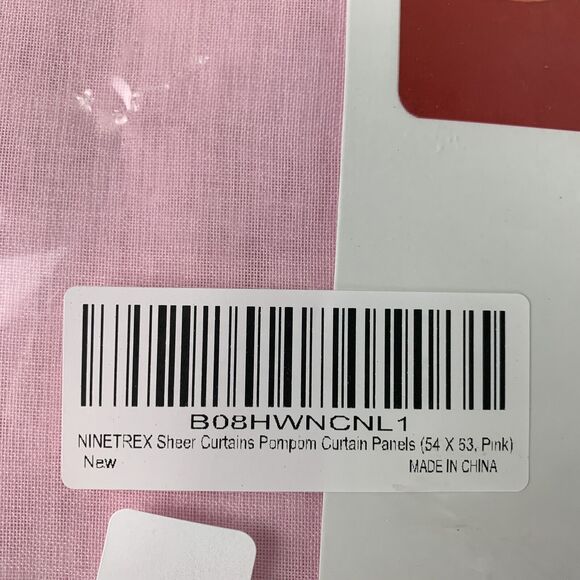 B08HWNCNL1
NINETREX Sheer Curtains Pompom Curtain Panels (54 X 63, Pink)
New MADE IN CHINA